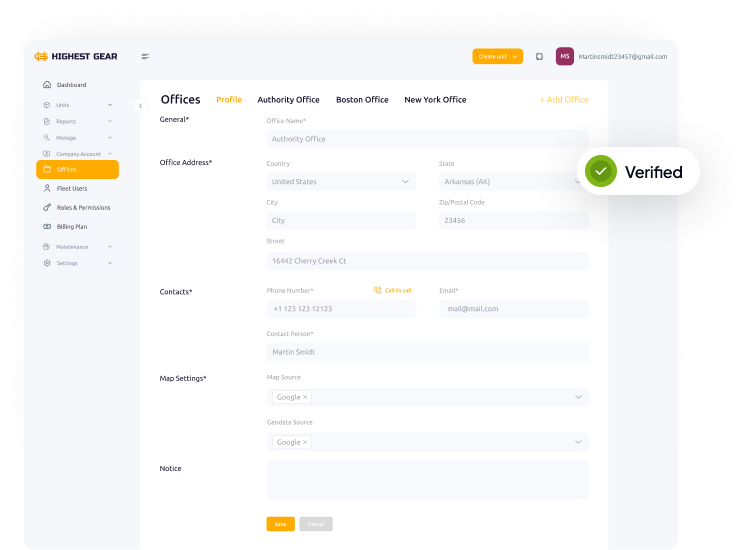 HIGHEST GEAR
Create unit
MS
Martinsmidt23457@gmail.com
Dashboard
Units
Reports
Manage
Company Account
Offices
Fleet Users
Roles & Permissions
Billing Plan
Maintenance
Settings
Offices
Profile
Authority Office
Boston Office
New York Office
+ Add Office
General*
Office Name*
Authority Office
Office Address*
Country
State
United States
Arkansas (AK)
Verified
City
Zip/Postal Code
City
23456
Street
16442 Cherry Creek Ct
Contacts*
Phone Number*
Call to call
Email*
+1 123 123 12123
mail@mail.com
Contact Person*
Martin Smidt
Map Settings*
Map Source
Google ×
Geodata Source
Google ×
Notice
Save
Cancel